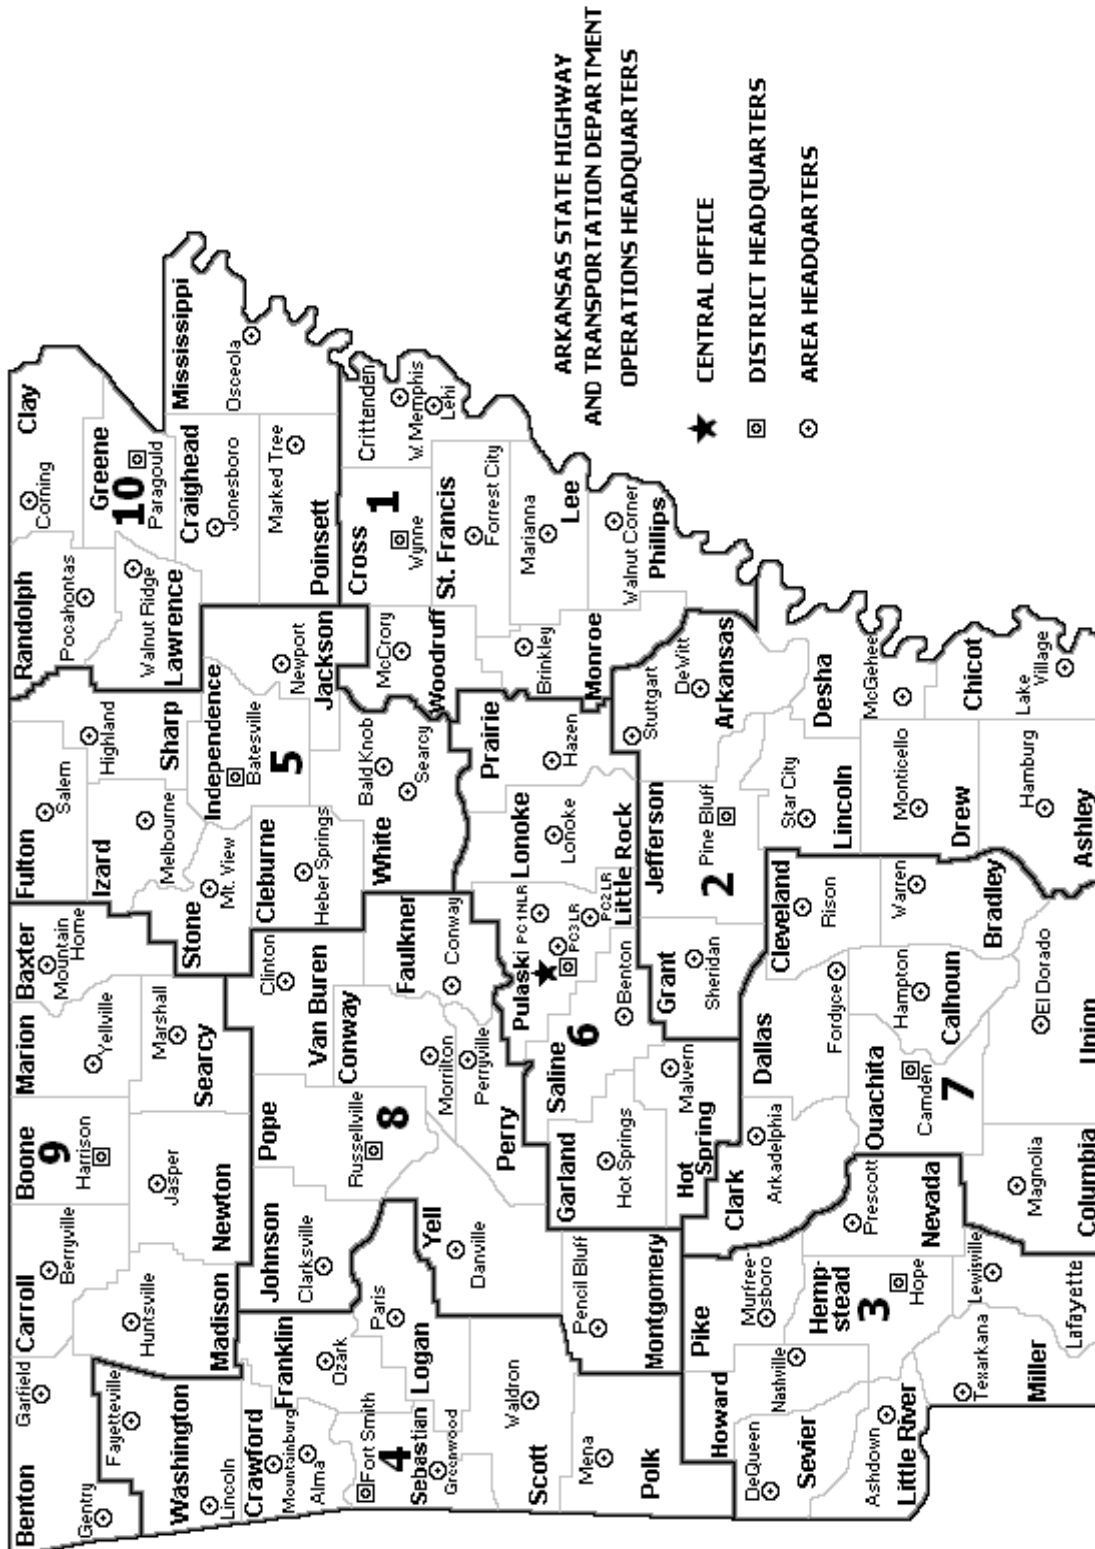 ARKANSAS STATE HIGHWAY
AND TRANSPORTATION DEPARTMENT
OPERATIONS HEADQUARTERS
CENTRAL OFFICE
DISTRICT HEADQUARTERS
AREA HEADQARTERS
Benton
Garfield
Gentry
Carroll
Berryville
Boone
9
Harrison
Marion
Yellville
Baxter
Mountain
Home
Fulton
Salem
Randolph
Pocahontas
Clay
Corning
Washington
Fayetteville
Lincoln
Madison
Huntsville
Newton
Jasper
Searcy
Marshall
Stone
Mt. View
Izard
Melbourne
Sharp
Highland
Lawrence
Walnut Ridge
Greene
10
Paragould
Craighead
Jonesboro
Mississippi
Osceola
Crawford
Mountainburg
Alma
Franklin
Ozark
Johnson
Clarksville
Pope
Russellville
8
Van Buren
Clinton
Cleburne
Heber Springs
Independence
Batesville
5
Jackson
Newport
Poinsett
Marked Tree
Sebastian
Fort Smith
4
Greenwood
Logan
Paris
Yell
Danville
Conway
Morrilton
Perryville
Perry
Faulkner
Conway
White
Bald Knob
Searcy
Woodruff
McCrory
Cross
Wynne
1
Crittenden
W. Memphis
Lehi
St. Francis
Forrest City
Scott
Waldron
Polk
Mena
Montgomery
Pencil Bluff
Garland
Hot Springs
Saline
6
Benton
Pulaski
PC1NLR
PC3LR
PC2LR
Little Rock
Lonoke
Lonoke
Prairie
Hazen
Monroe
Brinkley
Lee
Marianna
Phillips
Walnut Corner
Hot
Spring
Malvern
Grant
Sheridan
Jefferson
Pine Bluff
2
Arkansas
Stuttgart
DeWitt
Howard
Nashville
Pike
Murfree-
sboro
Clark
Arkadelphia
Dallas
Fordyce
Cleveland
Rison
Lincoln
Star City
Desha
McGehee
Sevier
DeQueen
Little River
Ashdown
Hemp-
stead
3
Hope
Nevada
Prescott
Ouachita
Camden
7
Calhoun
Hampton
Bradley
Warren
Drew
Monticello
Chicot
Lake
Village
Miller
Texarkana
Lafayette
Lewisville
Columbia
Magnolia
Union
El Dorado
Ashley
Hamburg